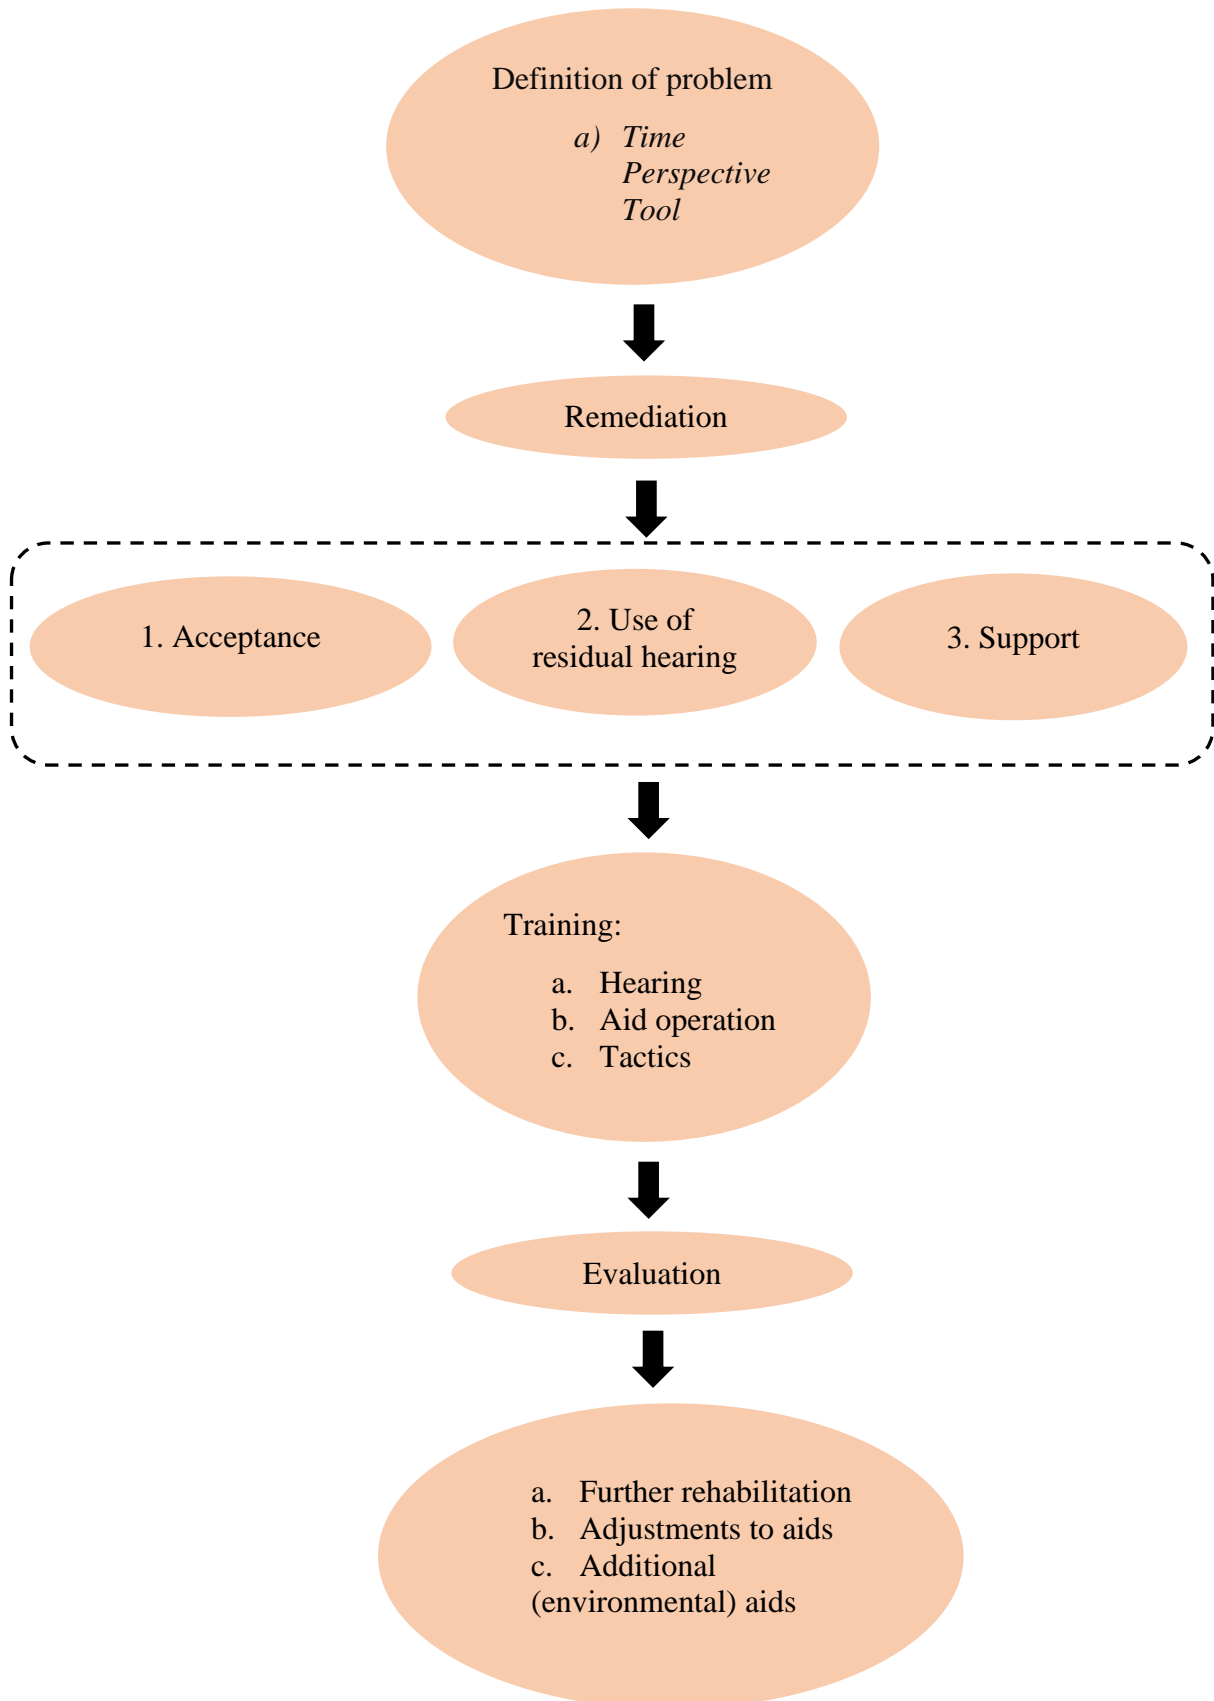 Definition of problem
a) Time
Perspective
Tool
Remediation
1. Acceptance
2. Use of
residual hearing
3. Support
Training:
a. Hearing
b. Aid operation
c. Tactics
Evaluation
a. Further rehabilitation
b. Adjustments to aids
c. Additional
(environmental) aids